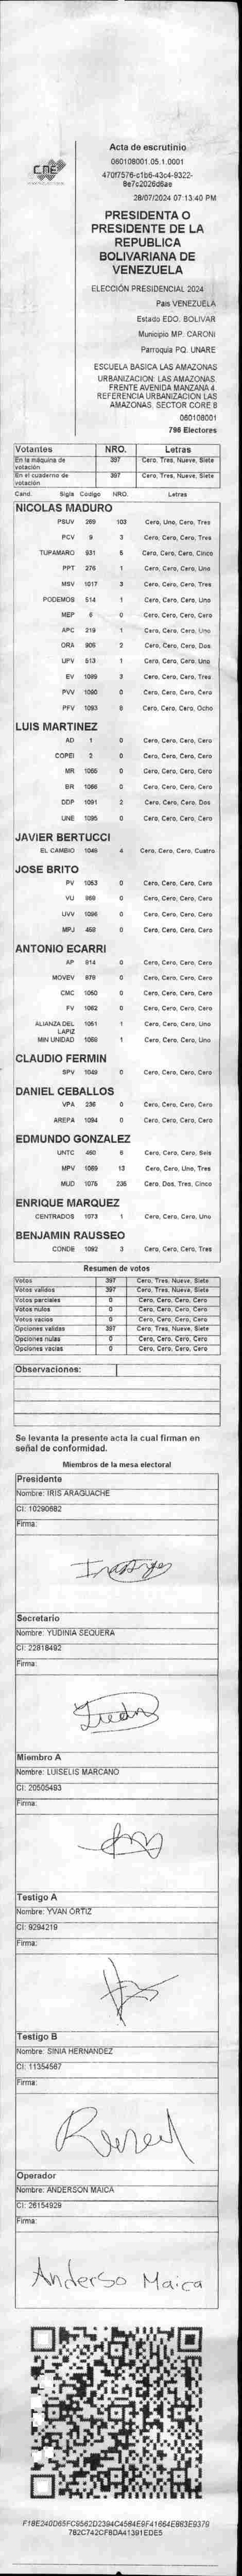 CNE
Acta de escrutinio
060108001.05.1.0001
470f7576-c1b6-43c4-9322-
8e7c2026d6ae
28/07/2024 07:13:40 PM
PRESIDENTA O
PRESIDENTE DE LA
REPUBLICA
BOLIVARIANA DE
VENEZUELA
ELECCIÓN PRESIDENCIAL 2024
Pais VENEZUELA
Estado EDO. BOLIVAR
Municipio MP. CARONI
Parroquia PQ. UNARE
ESCUELA BASICA LAS AMAZONAS
URBANIZACION: LAS AMAZONAS.
FRENTE AVENIDA MANZANA 4.
REFERENCIA URBANIZACION LAS
AMAZONAS. SECTOR CORE 8
060108001
796 Electores
Votantes NRO. Letras
En la máquina de votación 397 Cero, Tres, Nueve, Siete
En el cuaderno de votación 397 Cero, Tres, Nueve, Siete
Cand. Sigla Codigo NRO. Letras
NICOLAS MADURO
PSUV 269 103 Cero, Uno, Cero, Tres
PCV 9 3 Cero, Cero, Cero, Tres
TUPAMARO 931 5 Cero, Cero, Cero, Cinco
PPT 276 1 Cero, Cero, Cero, Uno
MSV 1017 3 Cero, Cero, Cero, Tres
PODEMOS 514 1 Cero, Cero, Cero, Uno
MEP 6 0 Cero, Cero, Cero, Cero
APC 219 1 Cero, Cero, Cero, Uno
ORA 906 2 Cero, Cero, Cero, Dos
UPV 513 1 Cero, Cero, Cero, Uno
EV 1089 3 Cero, Cero, Cero, Tres
PVV 1090 0 Cero, Cero, Cero, Cero
PFV 1093 8 Cero, Cero, Cero, Ocho
LUIS MARTINEZ
AD 1 0 Cero, Cero, Cero, Cero
COPEI 2 0 Cero, Cero, Cero, Cero
MR 1065 0 Cero, Cero, Cero, Cero
BR 1066 0 Cero, Cero, Cero, Cero
DDP 1091 2 Cero, Cero, Cero, Dos
UNE 1095 0 Cero, Cero, Cero, Cero
JAVIER BERTUCCI
EL CAMBIO 1049 4 Cero, Cero, Cero, Cuatro
JOSE BRITO
PV 1053 0 Cero, Cero, Cero, Cero
VU 969 0 Cero, Cero, Cero, Cero
UVV 1096 0 Cero, Cero, Cero, Cero
MPJ 459 0 Cero, Cero, Cero, Cero
ANTONIO ECARRI
AP 914 0 Cero, Cero, Cero, Cero
MOVEV 979 0 Cero, Cero, Cero, Cero
CMC 1050 0 Cero, Cero, Cero, Cero
FV 1062 0 Cero, Cero, Cero, Cero
ALIANZA DEL LAPIZ 1051 1 Cero, Cero, Cero, Uno
MIN UNIDAD 1068 1 Cero, Cero, Cero, Uno
CLAUDIO FERMIN
SPV 1049 0 Cero, Cero, Cero, Cero
DANIEL CEBALLOS
VPA 236 0 Cero, Cero, Cero, Cero
AREPA 1094 0 Cero, Cero, Cero, Cero
EDMUNDO GONZALEZ
UNTC 460 6 Cero, Cero, Cero, Seis
MPV 1069 13 Cero, Cero, Uno, Tres
MUD 1075 235 Cero, Dos, Tres, Cinco
ENRIQUE MARQUEZ
CENTRADOS 1073 1 Cero, Cero, Cero, Uno
BENJAMIN RAUSSEO
CONDE 1092 3 Cero, Cero, Cero, Tres
Resumen de votos
Votos 397 Cero, Tres, Nueve, Siete
Votos validos 397 Cero, Tres, Nueve, Siete
Votos parciales 0 Cero, Cero, Cero, Cero
Votos nulos 0 Cero, Cero, Cero, Cero
Votos vacios 0 Cero, Cero, Cero, Cero
Opciones validas 397 Cero, Tres, Nueve, Siete
Opciones nulas 0 Cero, Cero, Cero, Cero
Opciones vacias 0 Cero, Cero, Cero, Cero
Observaciones:
Se levanta la presente acta la cual firman en
señal de conformidad.
Miembros de la mesa electoral
Presidente
Nombre: IRIS ARAGUACHE
CI: 10290682
Firma:
Secretario
Nombre: YUDINIA SEQUERA
CI: 22818492
Firma:
Miembro A
Nombre: LUISELIS MARCANO
CI: 20505493
Firma:
Testigo A
Nombre: YVAN ORTIZ
CI: 9294219
Firma:
Testigo B
Nombre: SINIA HERNANDEZ
CI: 11354567
Firma:
Operador
Nombre: ANDERSON MAICA
CI: 26154929
Firma:
Anderso Maica
F18E240D65FC9562D2394C4584E9F41664E883E9379
782C742CF8DA41391EDE5